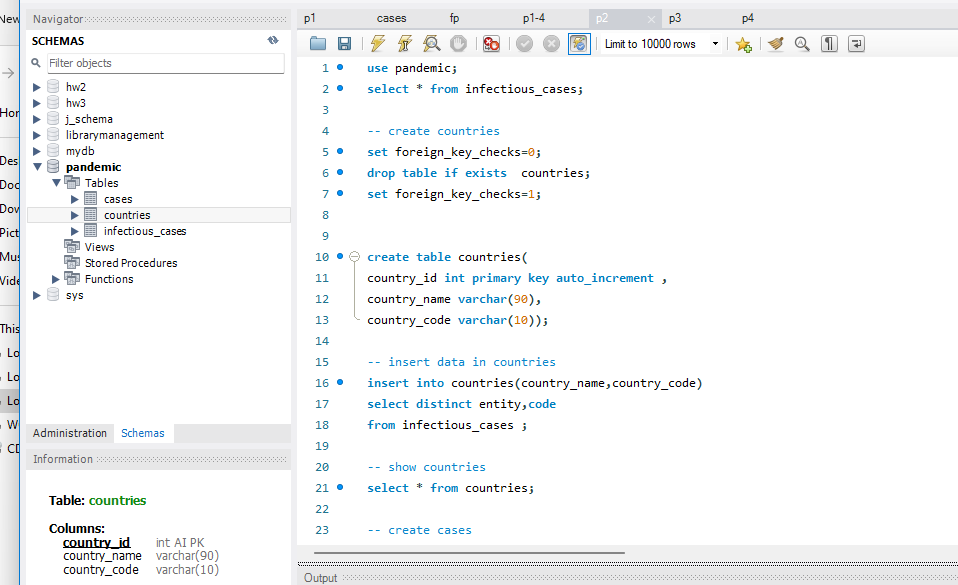 New
Navigator
p1 cases fp p1-4 p2 p3 p4
SCHEMAS
Limit to 10000 rows
Filter objects
hw2
hw3
j_schema
librarymanagement
mydb
pandemic
Tables
cases
countries
infectious_cases
Views
Stored Procedures
Functions
sys
Hor
Des
Doc
Dov
Pict
Mus
Vide
This
Lo
Lo
Lo
W
CD
1 use pandemic;
2 select * from infectious_cases;
3
4 -- create countries
5 set foreign_key_checks=0;
6 drop table if exists  countries;
7 set foreign_key_checks=1;
8
9
10 create table countries(
11 country_id int primary key auto_increment ,
12 country_name varchar(90),
13 country_code varchar(10));
14
15 -- insert data in countries
16 insert into countries(country_name,country_code)
17 select distinct entity,code
18 from infectious_cases ;
19
20 -- show countries
21 select * from countries;
22
23 -- create cases
Administration Schemas
Information
Table: countries
Columns:
country_id int AI PK
country_name varchar(90)
country_code varchar(10)
Output